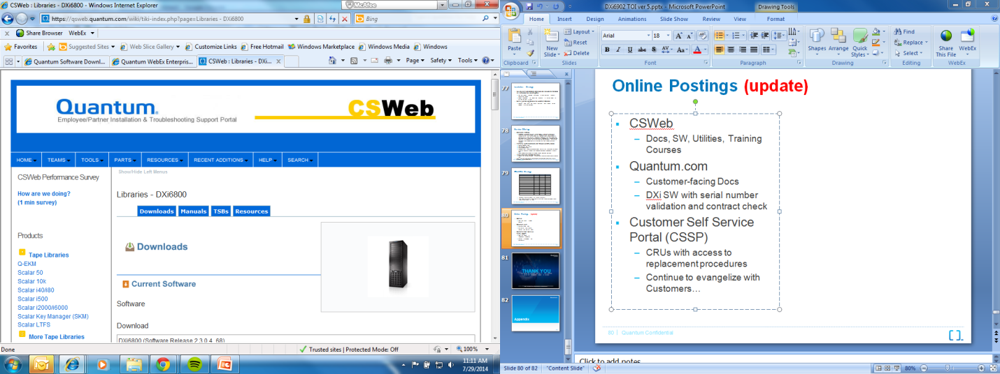 CSWeb : Libraries - DXi6800 - Windows Internet Explorer
McAfee
https://qsweb.quantum.com/wiki/tiki-index.php?page=Libraries - DXi6800
Bing
x Share Browser WebEx
Favorites Suggested Sites Web Slice Gallery Customize Links Free Hotmail Windows Marketplace Windows Media Windows
Quantum Software Downl... Quantum WebEx Enterpris... CSWeb : Libraries - DXi... x
Page Safety Tools
Quantum.
Employee/Partner Installation & Troubleshooting Support Portal
CSWeb
HOME TEAMS TOOLS PARTS RESOURCES RECENT ADDITIONS HELP SEARCH
CSWeb Performance Survey
How are we doing?
(1 min survey)
Products
Tape Libraries
Q-EKM
Scalar 50
Scalar 10k
Scalar i40/i80
Scalar i500
Scalar i2000/i6000
Scalar Key Manager (SKM)
Scalar LTFS
More Tape Libraries
Show/Hide Left Menus
Libraries - DXi6800
Downloads Manuals TSBs Resources
Downloads
Current Software
Software
Download
DXi6800 (Software Release 2.3.0.4_68)
Done
Trusted sites | Protected Mode: Off
100%
11:11 AM
7/29/2014
DXi6902 TOI ver 5.pptx - Microsoft PowerPoint
Drawing Tools
Home Insert Design Animations Slide Show Review View Format
Paste
Clipboard
New
Slide
Layout
Reset
Delete
Slides
Arial 18
B I U abc S AV Aa A
Font
Paragraph
Shapes Arrange Quick
Styles
Drawing
Find
Replace
Select
Editing
Share
This File
WebEx
WebEx
77
78
79
80
81
THANK YOU
82
Appendix
Online Postings (update)
CSWeb
– Docs, SW, Utilities, Training
Courses
Quantum.com
– Customer-facing Docs
– DXi SW with serial number
validation and contract check
Customer Self Service
Portal (CSSP)
– CRUs with access to
replacement procedures
– Continue to evangelize with
Customers…
80 | Quantum Confidential
Click to add notes
Slide 80 of 82 "Content Slide" 80%